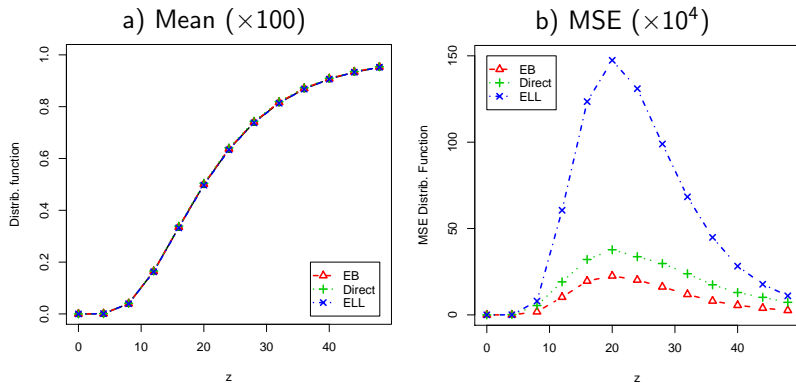 a) Mean (×100)
Distrib. function
0.0 0.2 0.4 0.6 0.8 1.0
0 10 20 30 40
z
EB
Direct
ELL
b) MSE (×10⁴)
MSE Distrib. Function
0 50 100 150
EB
Direct
ELL
0 10 20 30 40
z